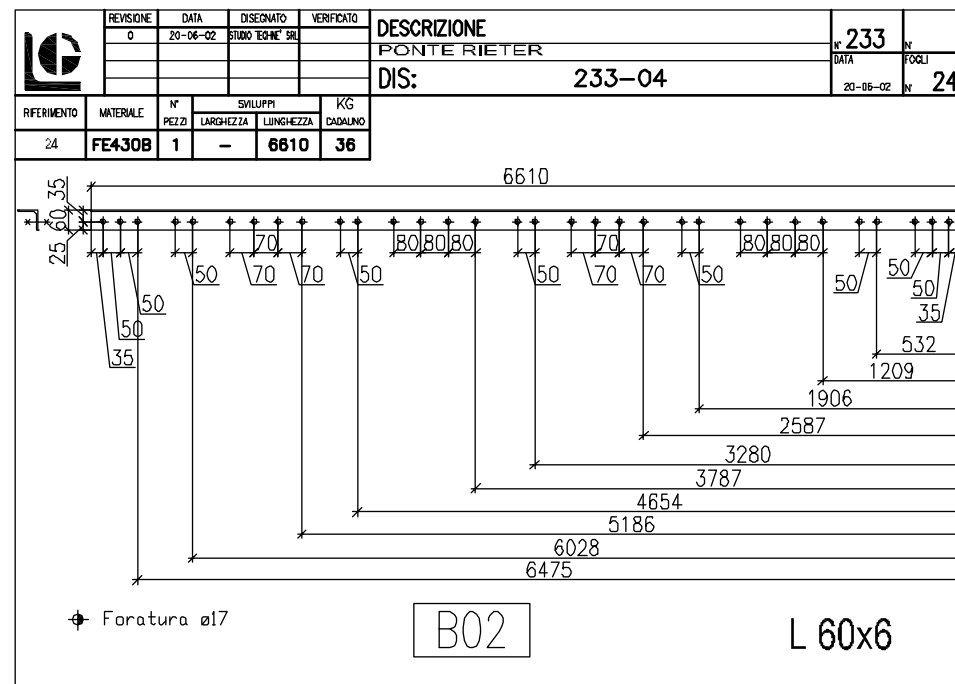 REVISIONE DATA DISEGNATO VERIFICATO
0 20-06-02 STUDIO TECHNE' SRL
DESCRIZIONE
PONTE RIETER
DIS: 233-04
N° 233 N°
DATA FOGLI
20-06-02 N° 24
RIFERIMENTO MATERIALE N° PEZZI SVILUPPI KG CADAUNO
LARGHEZZA LUNGHEZZA
24 FE430B 1 - 6610 36
6610
35
60
25
70 80 80 80 70 80 80 80
50 70 70 50 50 70 70 50 50 50
50 50
50 35
35
532
1209
1906
2587
3280
3787
4654
5186
6028
6475
Foratura ø17
B02
L 60x6